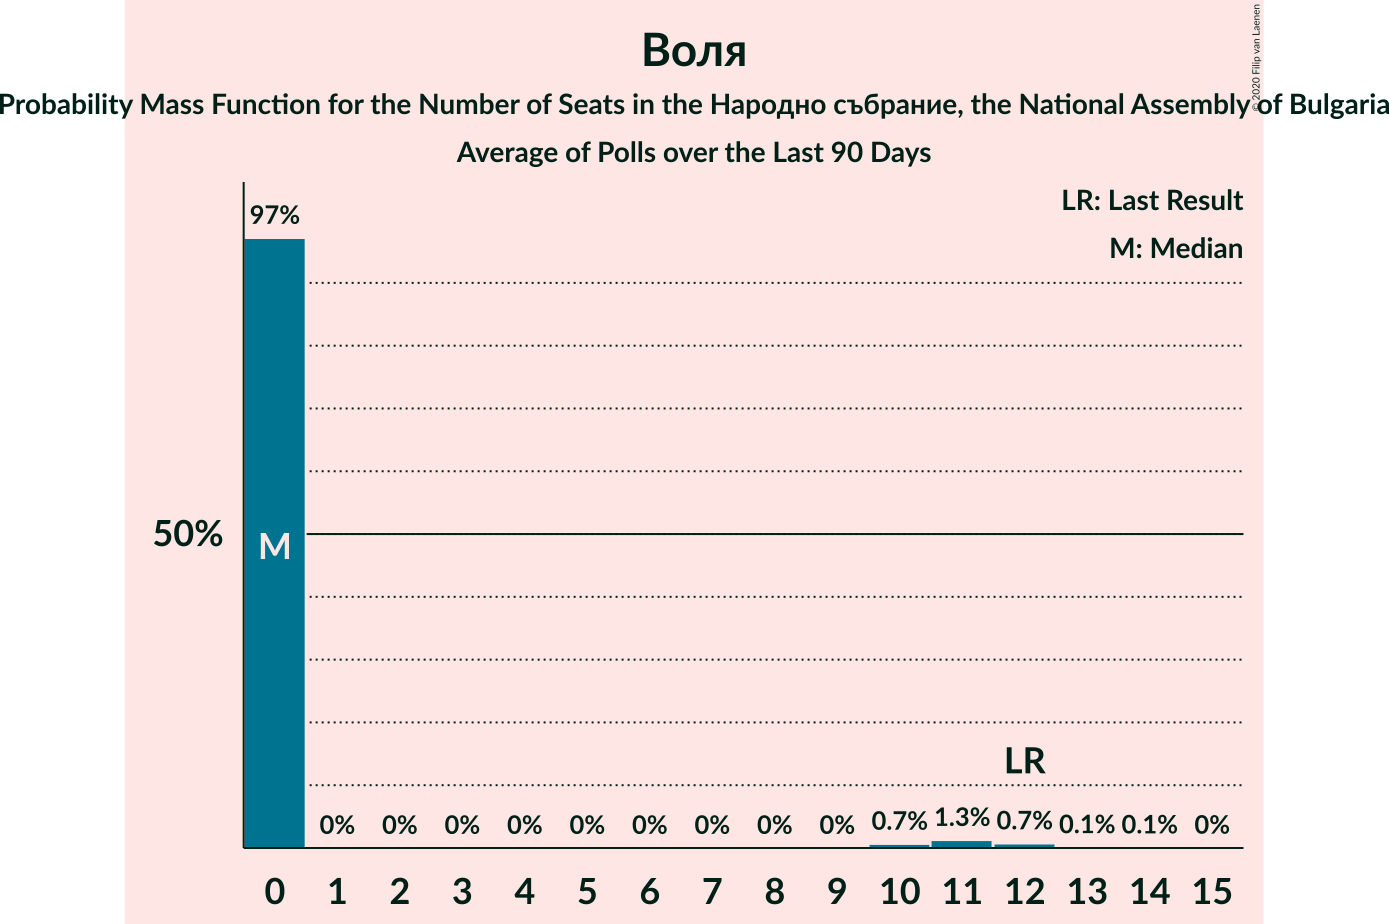 Воля
Probability Mass Function for the Number of Seats in the Народно събрание, the National Assembly of Bulgaria
Average of Polls over the Last 90 Days
© 2020 Filip van Laenen
LR: Last Result
M: Median
97%
50%
M
LR
0% 0% 0% 0% 0% 0% 0% 0% 0% 0.7% 1.3% 0.7% 0.1% 0.1% 0%
0 1 2 3 4 5 6 7 8 9 10 11 12 13 14 15